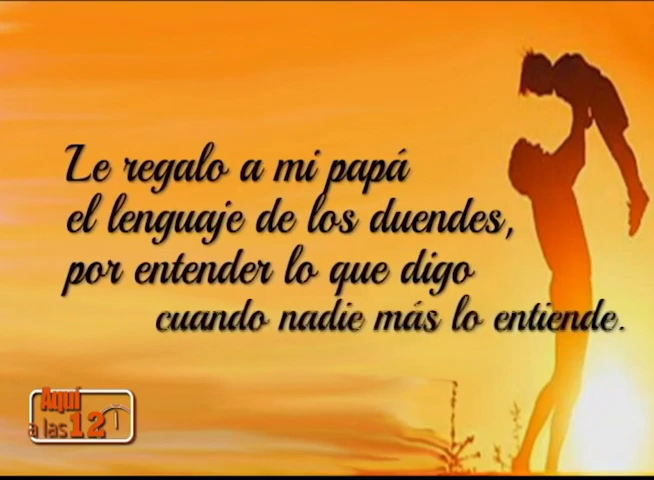 Le regalo a mi papá
el lenguaje de los duendes,
por entender lo que digo
cuando nadie más lo entiende.
Aquí
a las 12